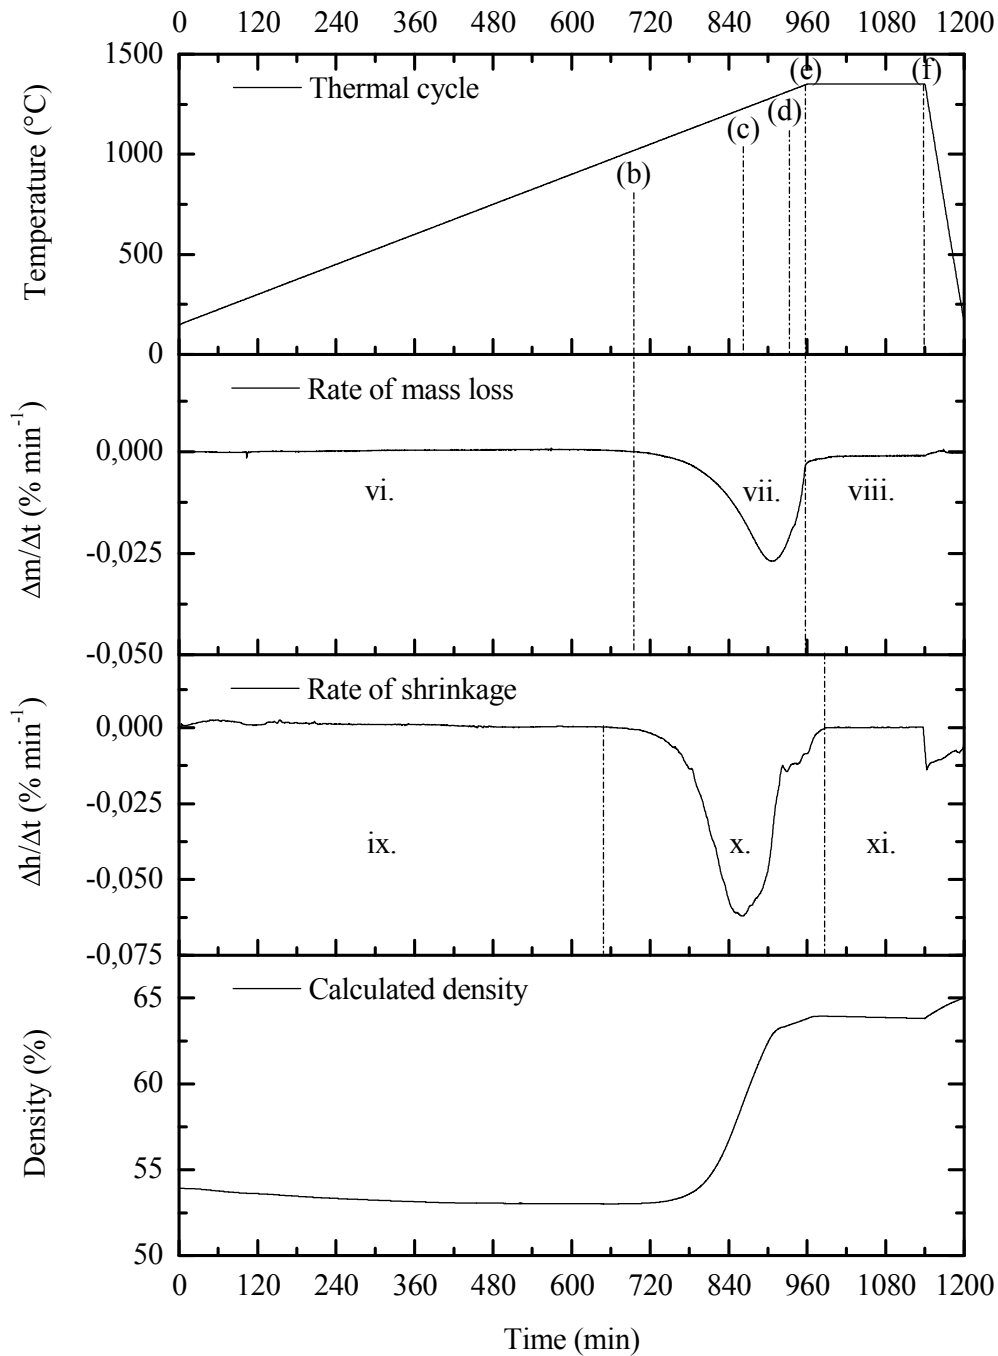 0 120 240 360 480 600 720 840 960 1080 1200
1500
1000
500
0
Temperature (°C)
Thermal cycle
(b)
(c)
(d)
(e)
(f)
Rate of mass loss
0,000
-0,025
-0,050
Δm/Δt (% min⁻¹)
vi.
vii.
viii.
Rate of shrinkage
0,000
-0,025
-0,050
-0,075
Δh/Δt (% min⁻¹)
ix.
x.
xi.
Calculated density
65
60
55
50
Density (%)
0 120 240 360 480 600 720 840 960 1080 1200
Time (min)